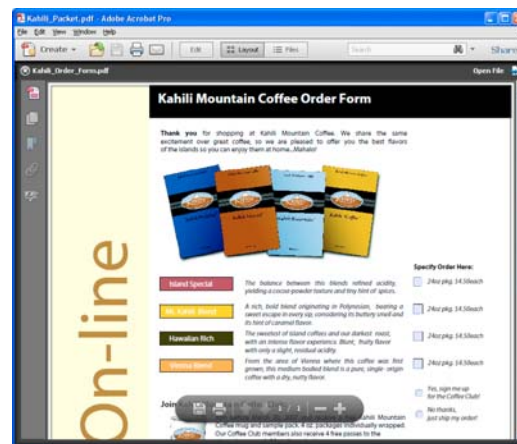 Kahili_Packet.pdf - Adobe Acrobat Pro
File Edit View Window Help
Create Edit Layout Files Search Share
Kahili_Order_Form.pdf Open File
Kahili Mountain Coffee Order Form
Thank you for shopping at Kahili Mountain Coffee. We share the same
excitement over great coffee, so we are pleased to offer you the best flavors
of the islands so you can enjoy them at home...Mahalo!
On-line
Specify Order Here:
Island Special
The balance between this blends refined acidity,
yielding a cocoa-powder texture and tiny hint of spices.
24oz pkg. 14.50each
Mt. Kahili Blend
A rich, bold blend originating in Polynesian, bearing a
sweet escape in every sip, considering its buttery smell and
its hint of caramel flavor.
24oz pkg. 14.50each
Hawaiian Rich
The sweetest of island coffees and our darkest roast,
with an intense flavor experience. Blunt, fruity flavor
with only a slight, residual acidity.
24oz pkg. 14.50each
Vienna Blend
From the area of Vienna where this coffee was first
grown, this medium bodied blend is a pure, single-origin
coffee with a dry, nutty flavor.
24oz pkg. 14.50each
Join
1 / 1
Yes, sign me up
for the Coffee Club!
No thanks,
just ship my order!
Coffee mug and sample pack. 4 oz. packages individually wrapped.
Our Coffee Club members also receive 4 free passes to the